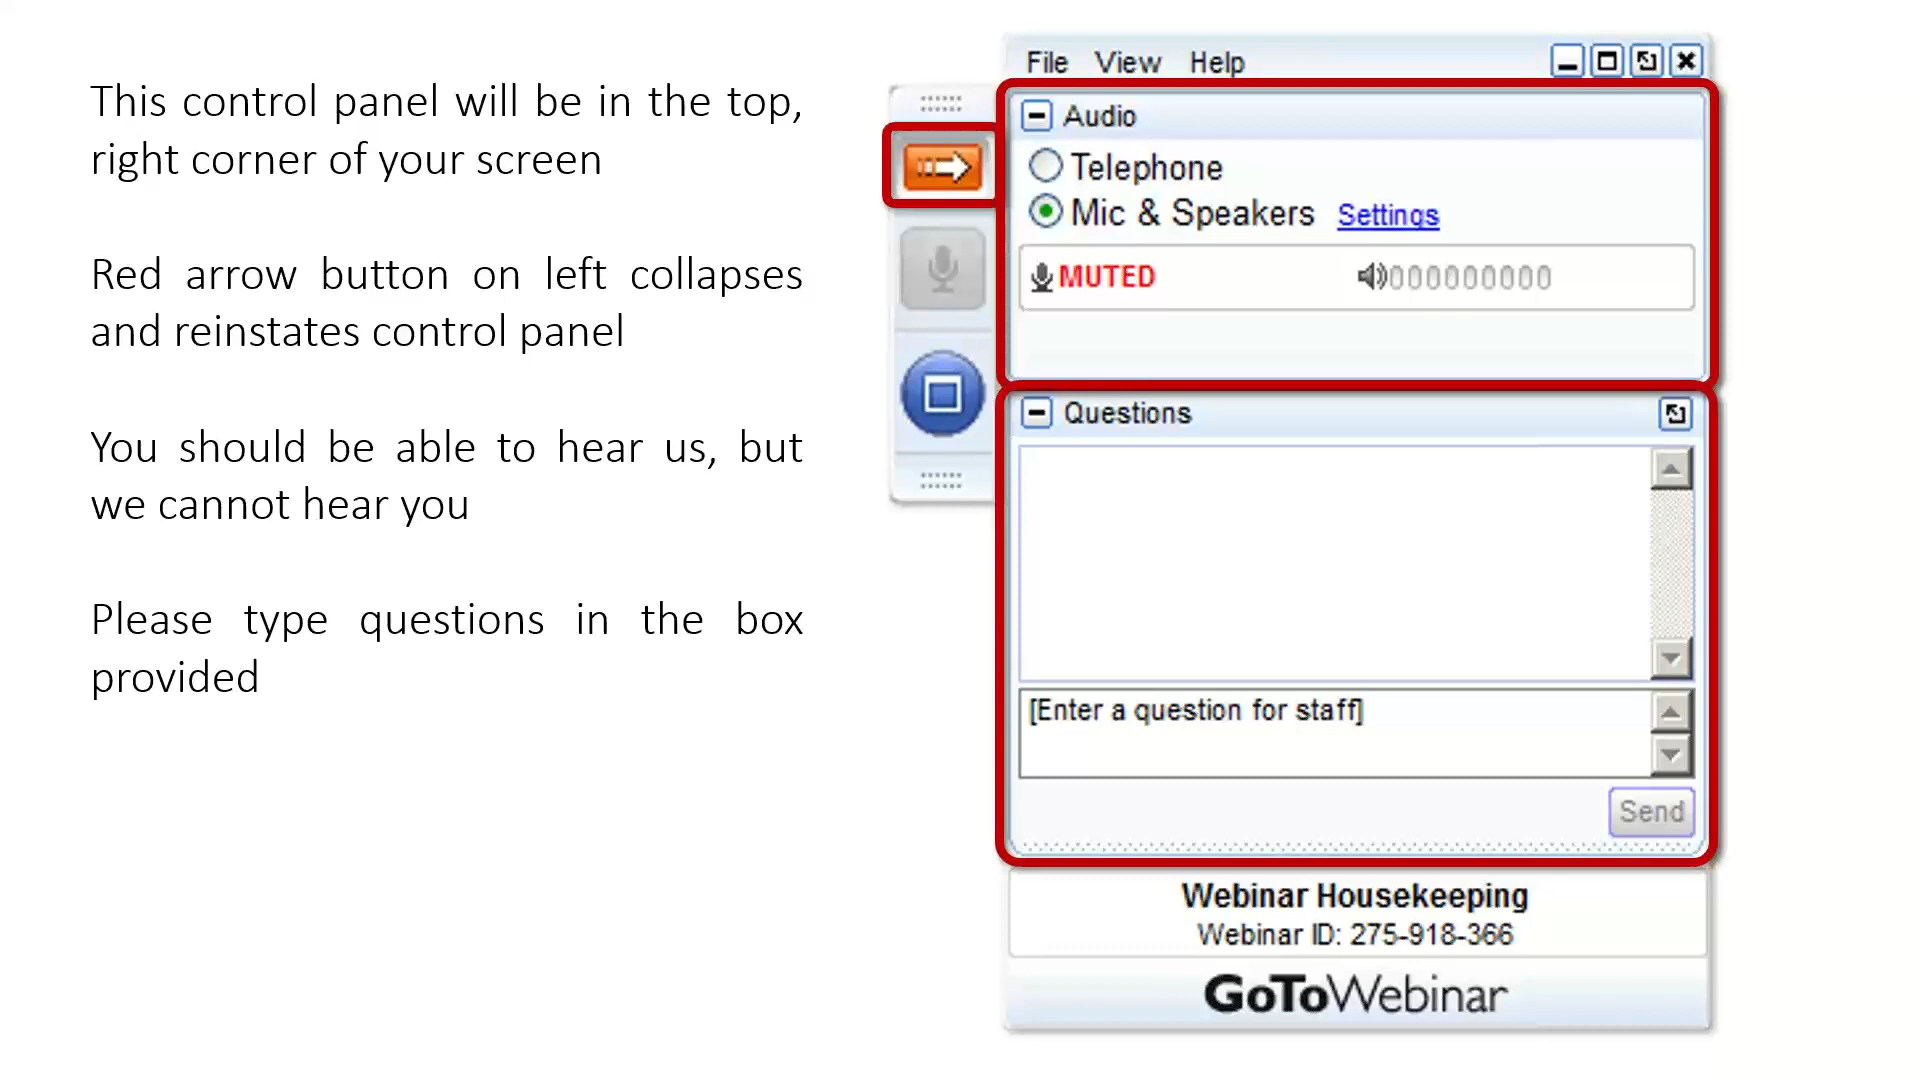 This control panel will be in the top,
right corner of your screen
Red arrow button on left collapses
and reinstates control panel
You should be able to hear us, but
we cannot hear you
Please type questions in the box
provided
File View Help
Audio
Telephone
Mic & Speakers Settings
MUTED
Questions
[Enter a question for staff]
Send
Webinar Housekeeping
Webinar ID: 275-918-366
GoToWebinar